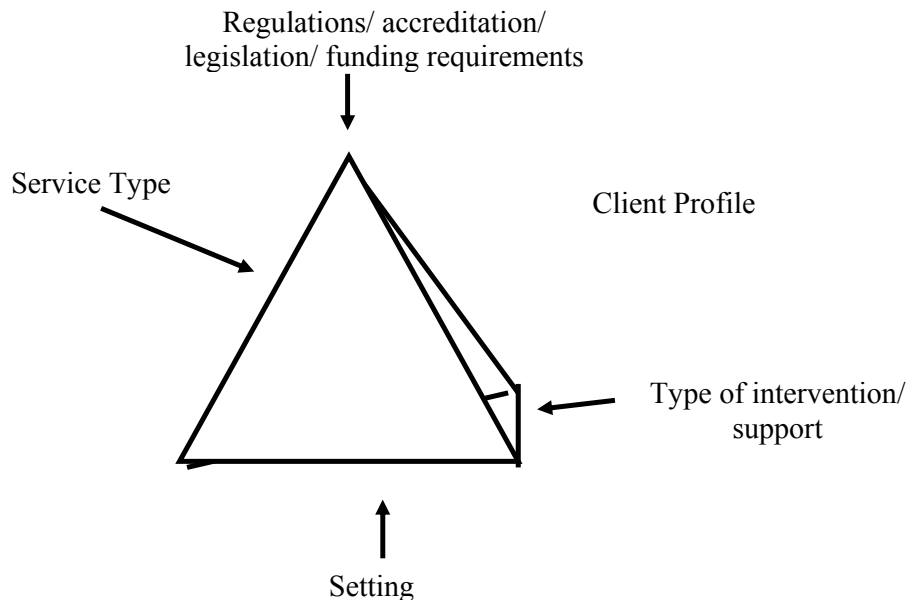 Regulations/ accreditation/
legislation/ funding requirements
Service Type
Client Profile
Type of intervention/
support
Setting